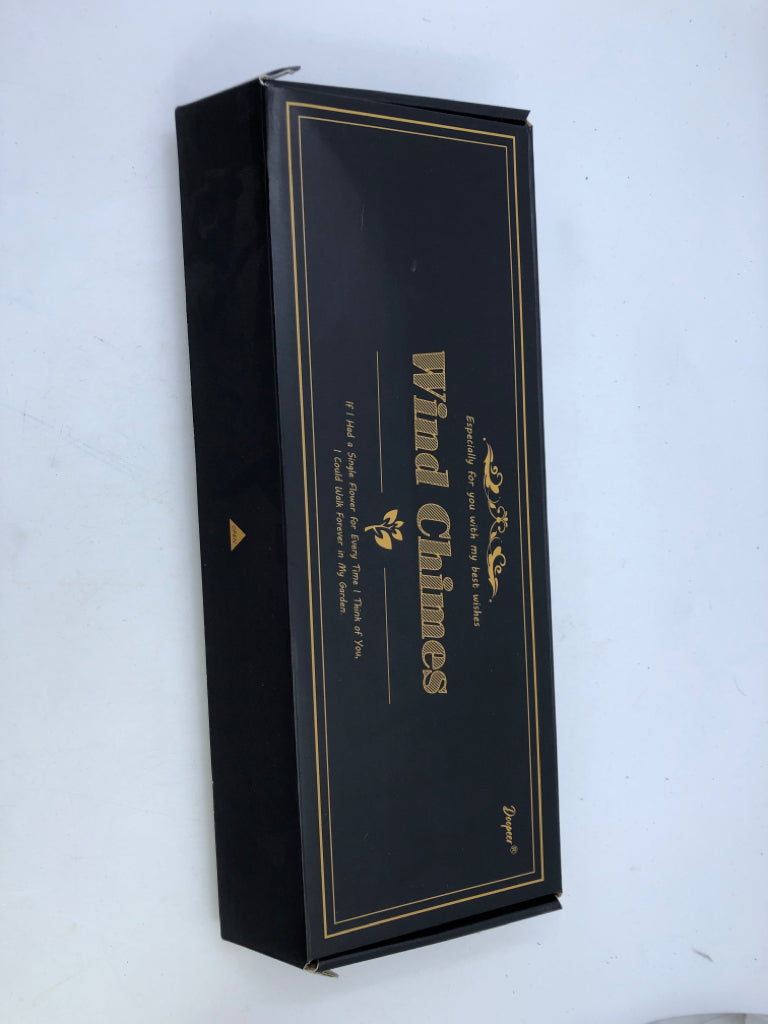 Doopeer®
Especially for you with my best wishes
Wind Chimes
If I Had a Single Flower for Every Time I Think of You,
I Could Walk Forever in My Garden.